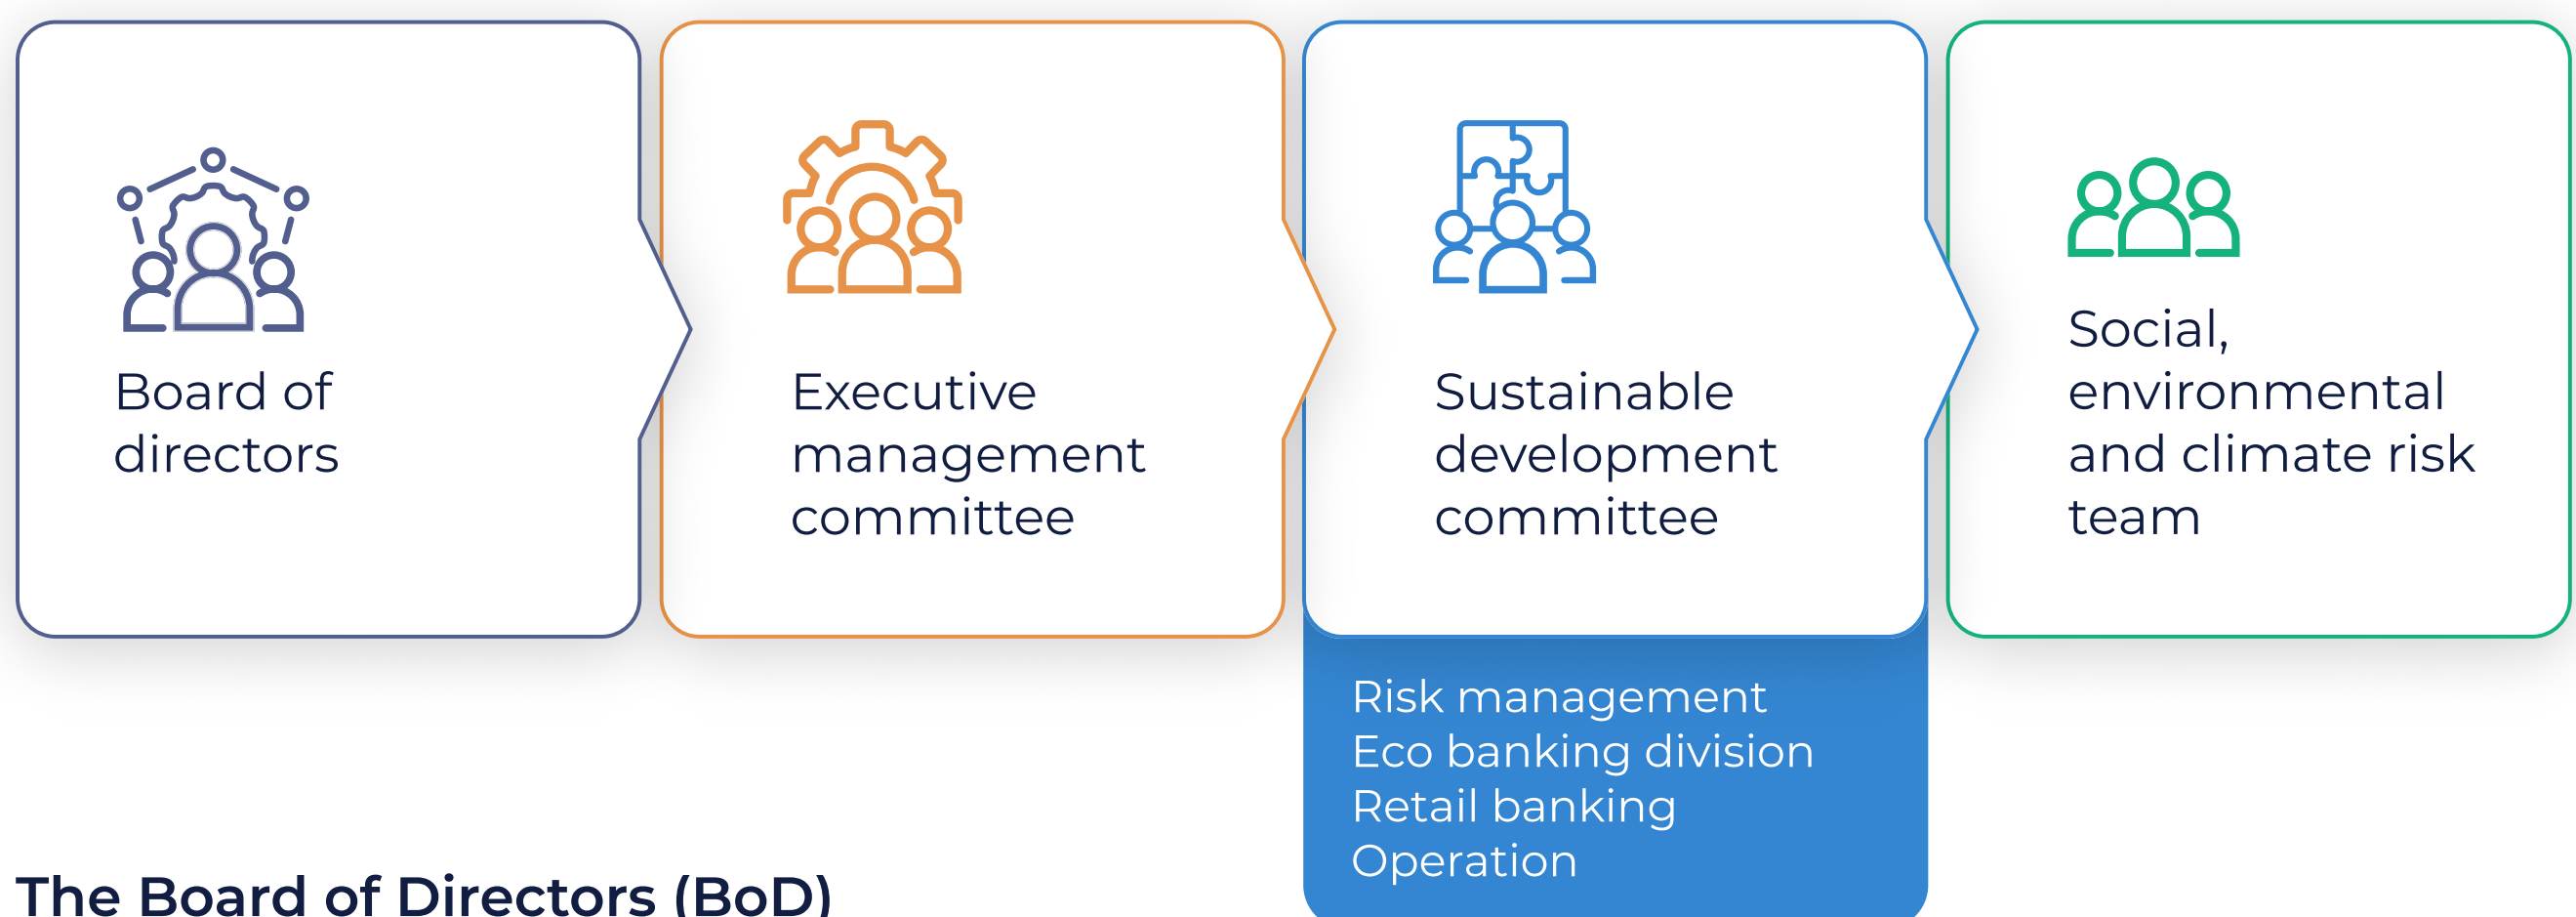 Board of
directors
Executive
management
committee
Sustainable
development
committee
Social,
environmental
and climate risk
team
Risk management
Eco banking division
Retail banking
Operation
The Board of Directors (BoD)